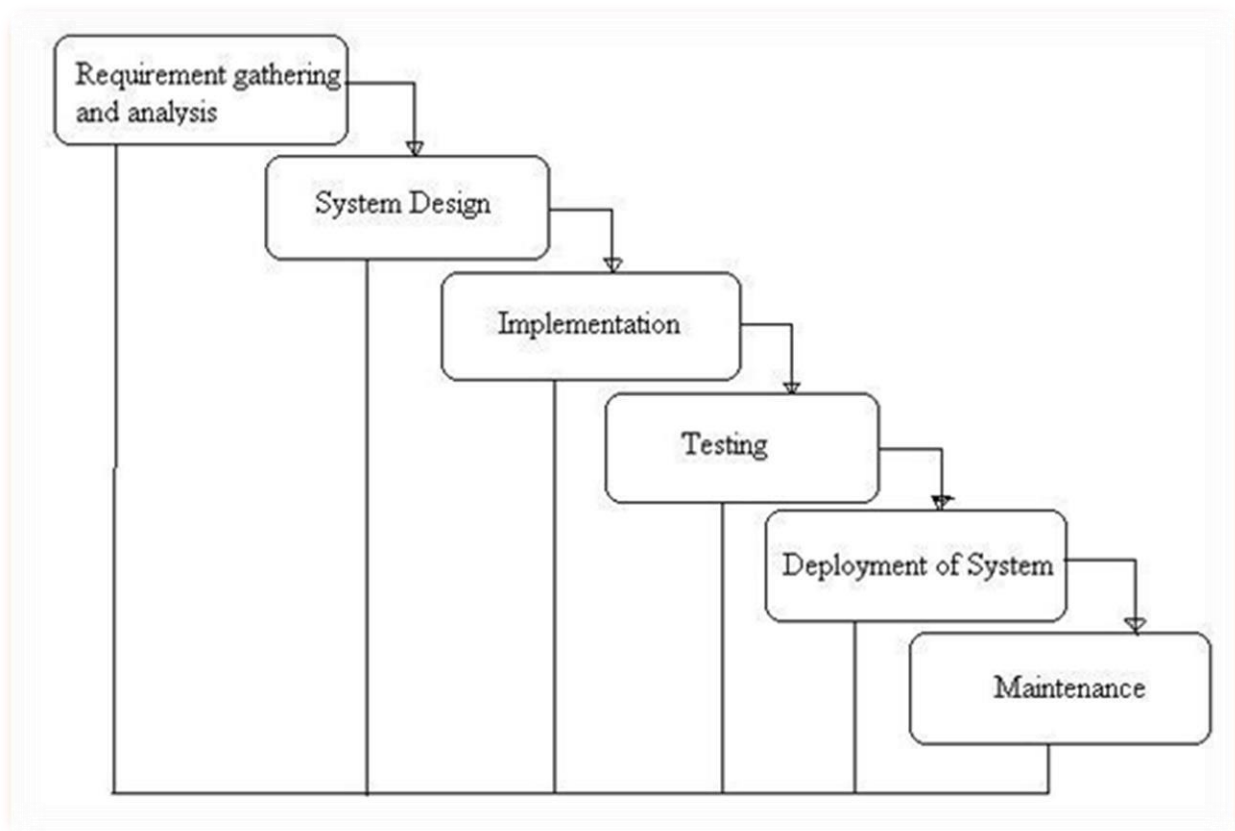 Requirement gathering
and analysis
System Design
Implementation
Testing
Deployment of System
Maintenance